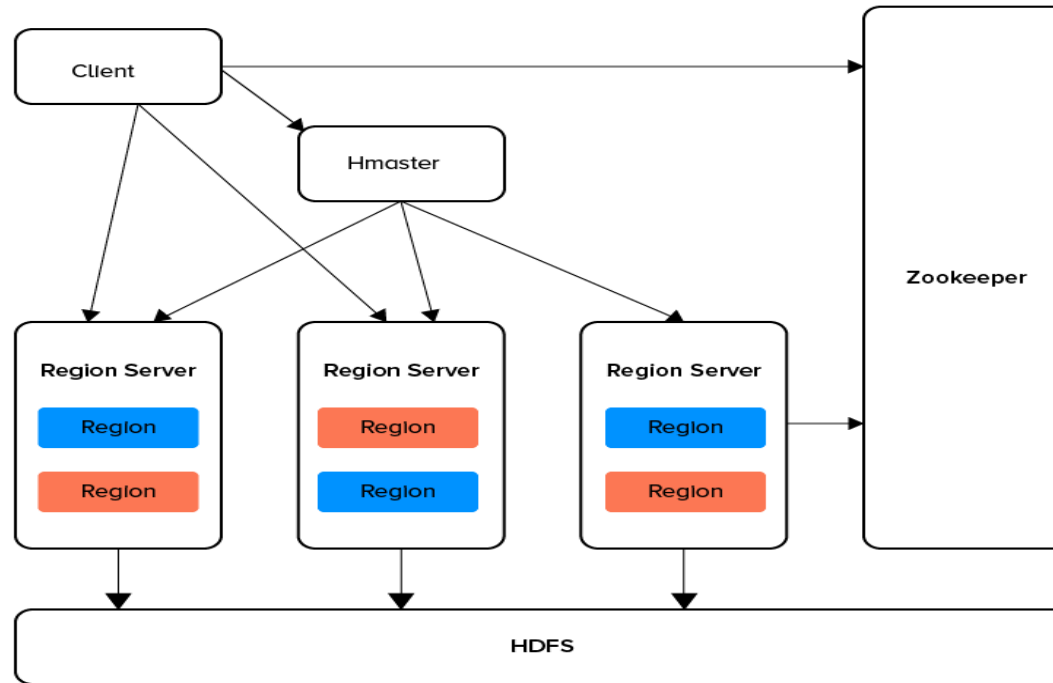 Client
Hmaster
Zookeeper
Region Server
Region
Region
Region Server
Region
Region
Region Server
Region
Region
HDFS